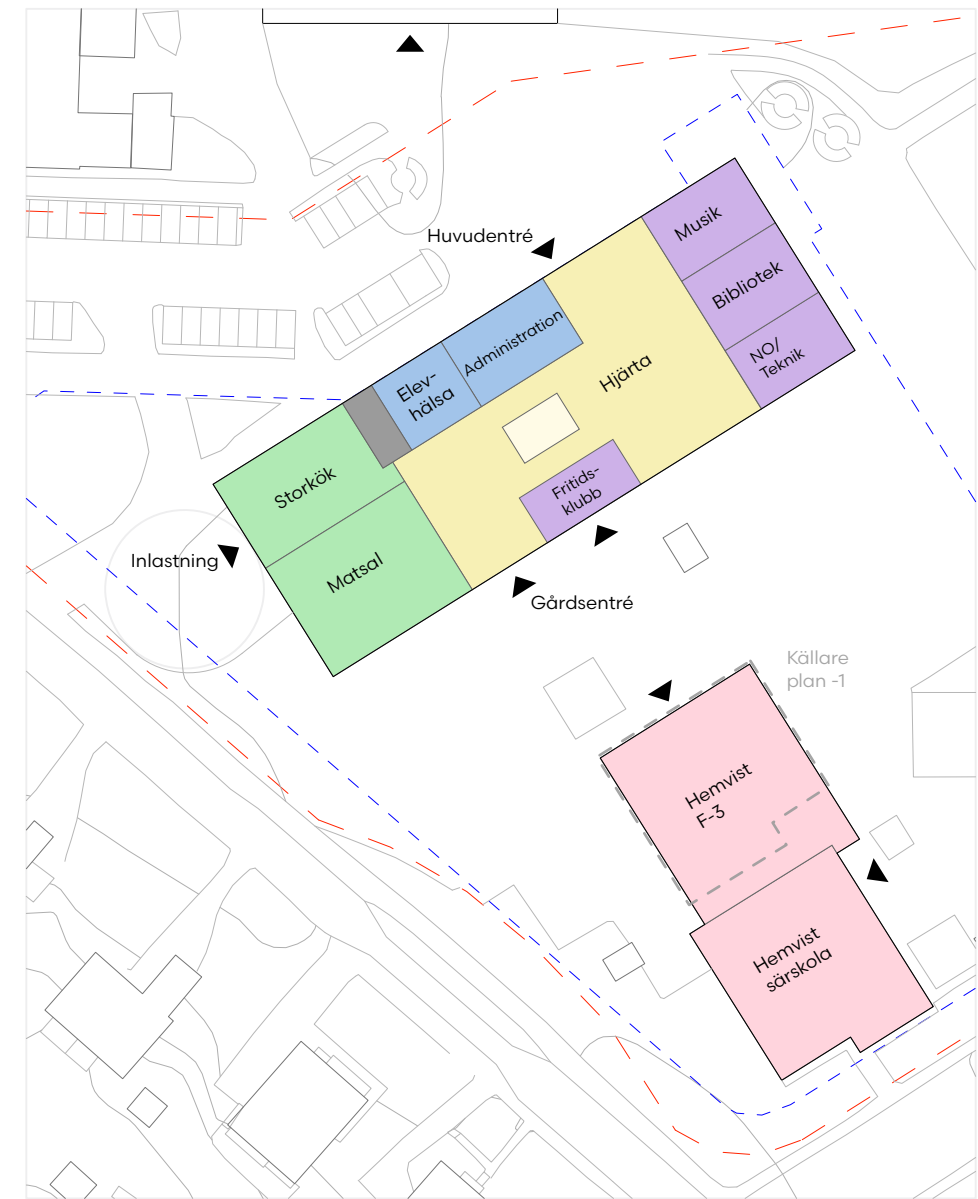 Huvudentré
Musik
Bibliotek
NO/
Teknik
Administration
Elev-
hälsa
Hjärta
Storkök
Fritids-
klubb
Inlastning
Matsal
Gårdsentré
Källare
plan -1
Hemvist
F-3
Hemvist
särskola